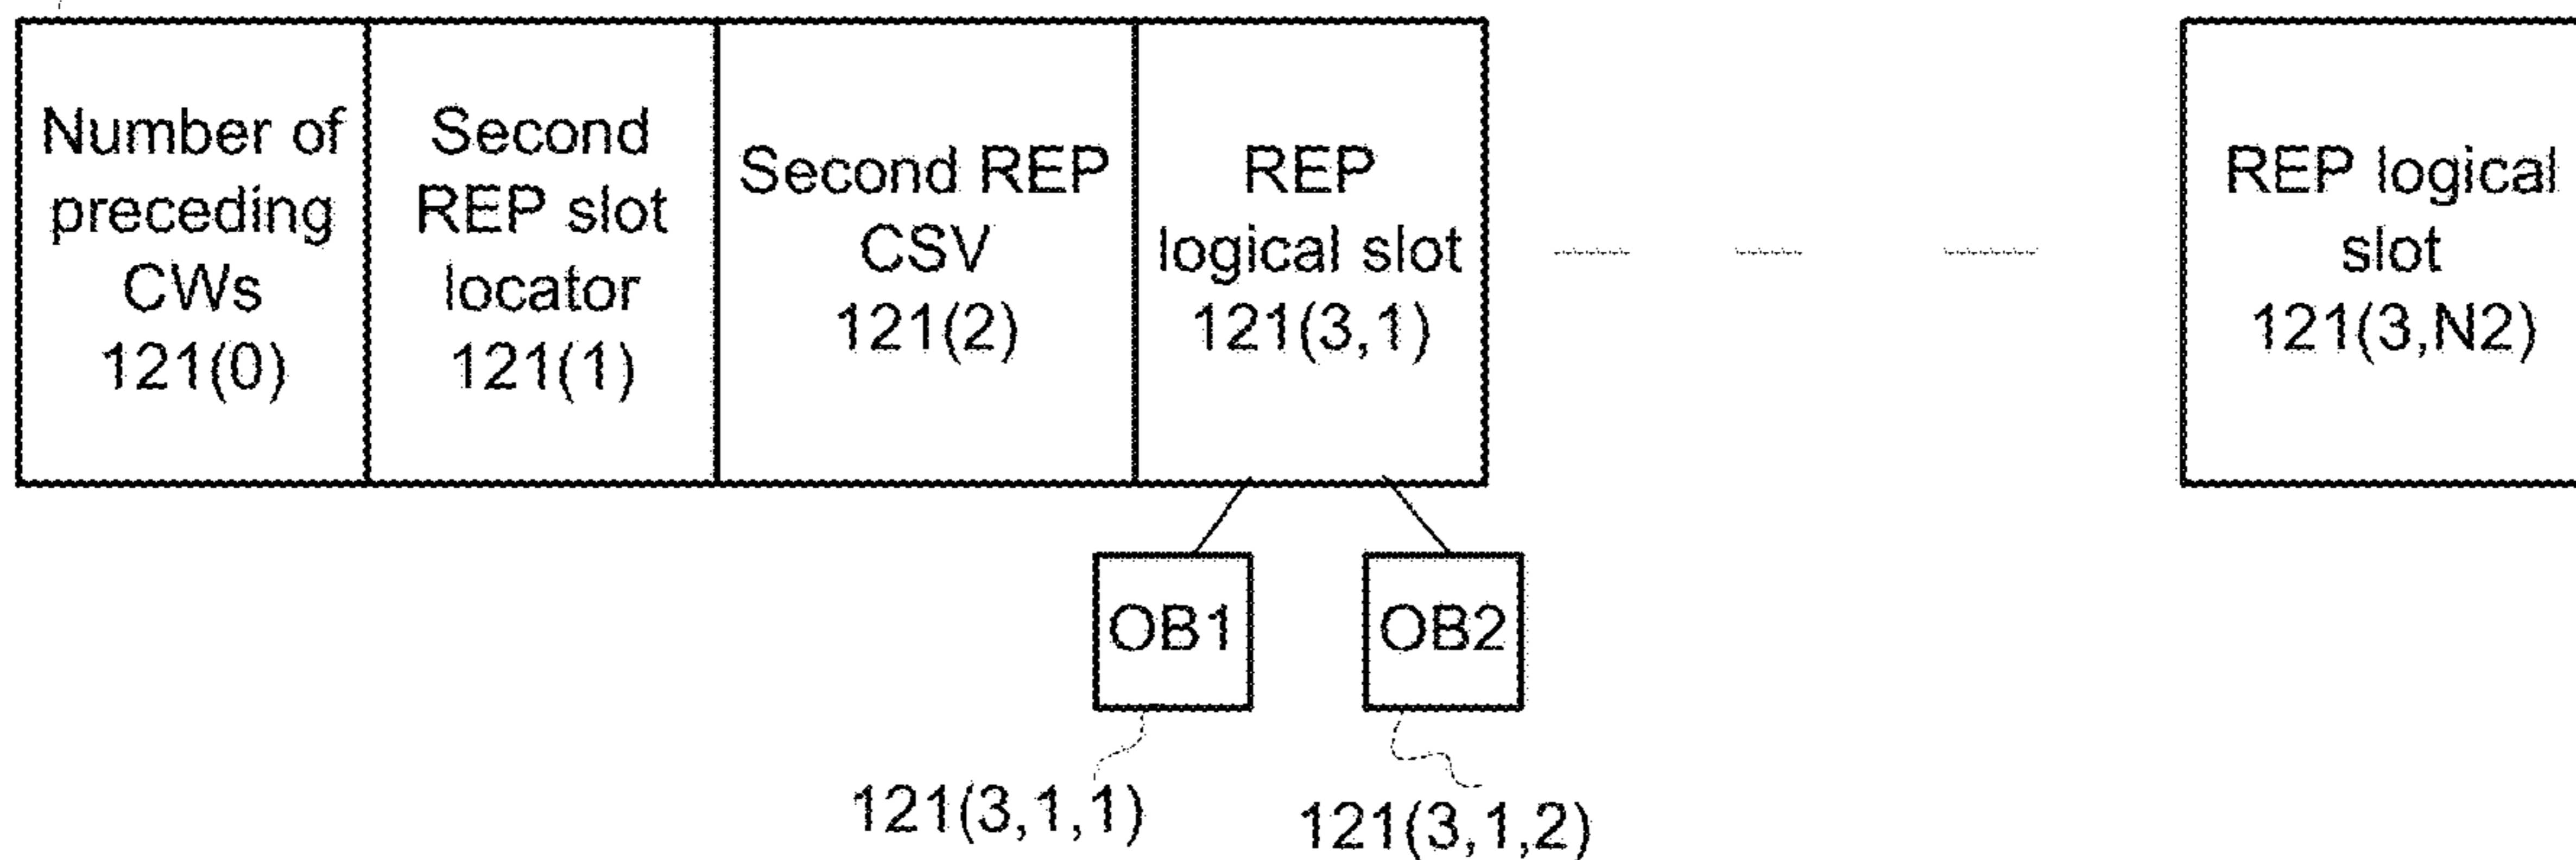 Number of
preceding
CWs
121(0)
Second
REP slot
locator
121(1)
Second REP
CSV
121(2)
REP
logical slot
121(3,1)
REP logical
slot
121(3,N2)
OB1
OB2
121(3,1,1)
121(3,1,2)